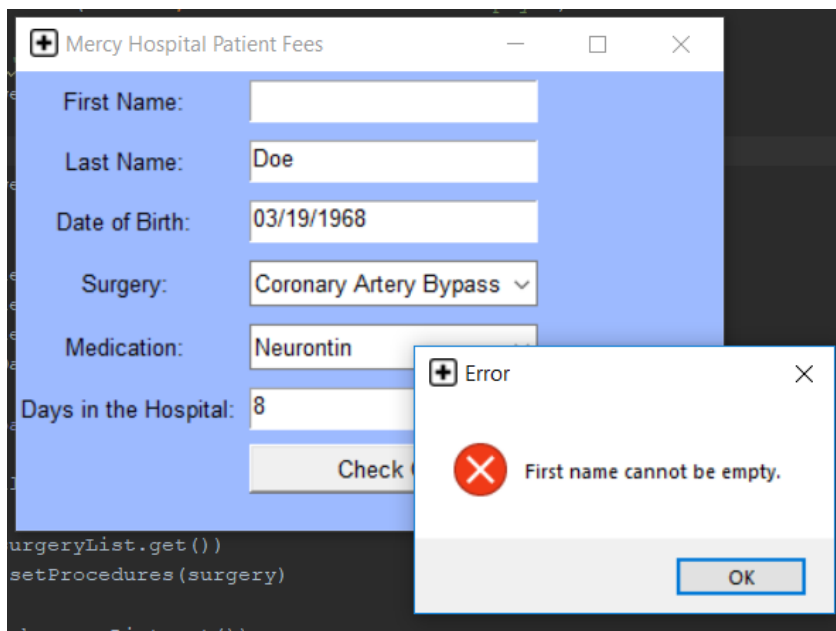 Mercy Hospital Patient Fees
First Name:
Last Name: Doe
Date of Birth: 03/19/1968
Surgery: Coronary Artery Bypass
Medication: Neurontin
Days in the Hospital: 8
Check
Error
First name cannot be empty.
OK
urgeryList.get())
setProcedures(surgery)